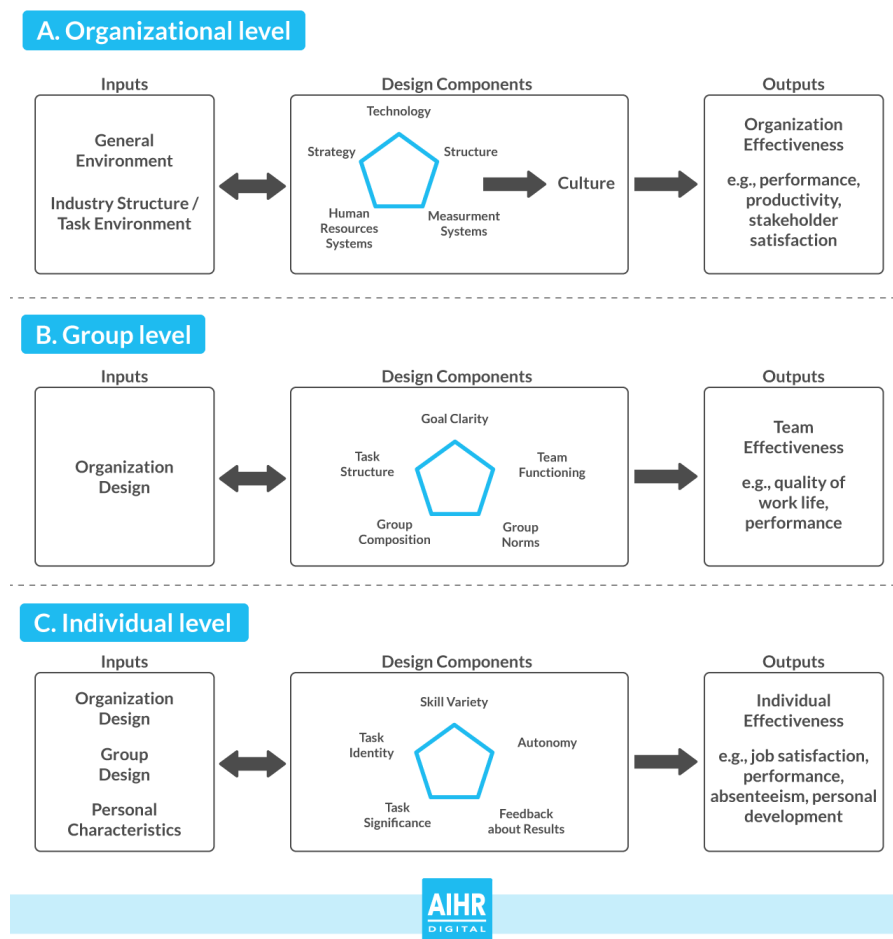 A. Organizational level
Inputs
Design Components
Outputs
General
Environment
Industry Structure /
Task Environment
Technology
Strategy
Structure
Human
Resources
Systems
Measurment
Systems
Culture
Organization
Effectiveness
e.g., performance,
productivity,
stakeholder
satisfaction
B. Group level
Inputs
Design Components
Outputs
Organization
Design
Goal Clarity
Task
Structure
Team
Functioning
Group
Composition
Group
Norms
Team
Effectiveness
e.g., quality of
work life,
performance
C. Individual level
Inputs
Design Components
Outputs
Organization
Design
Group
Design
Personal
Characteristics
Skill Variety
Task
Identity
Autonomy
Task
Significance
Feedback
about Results
Individual
Effectiveness
e.g., job satisfaction,
performance,
absenteeism, personal
development
AIHR
DIGITAL